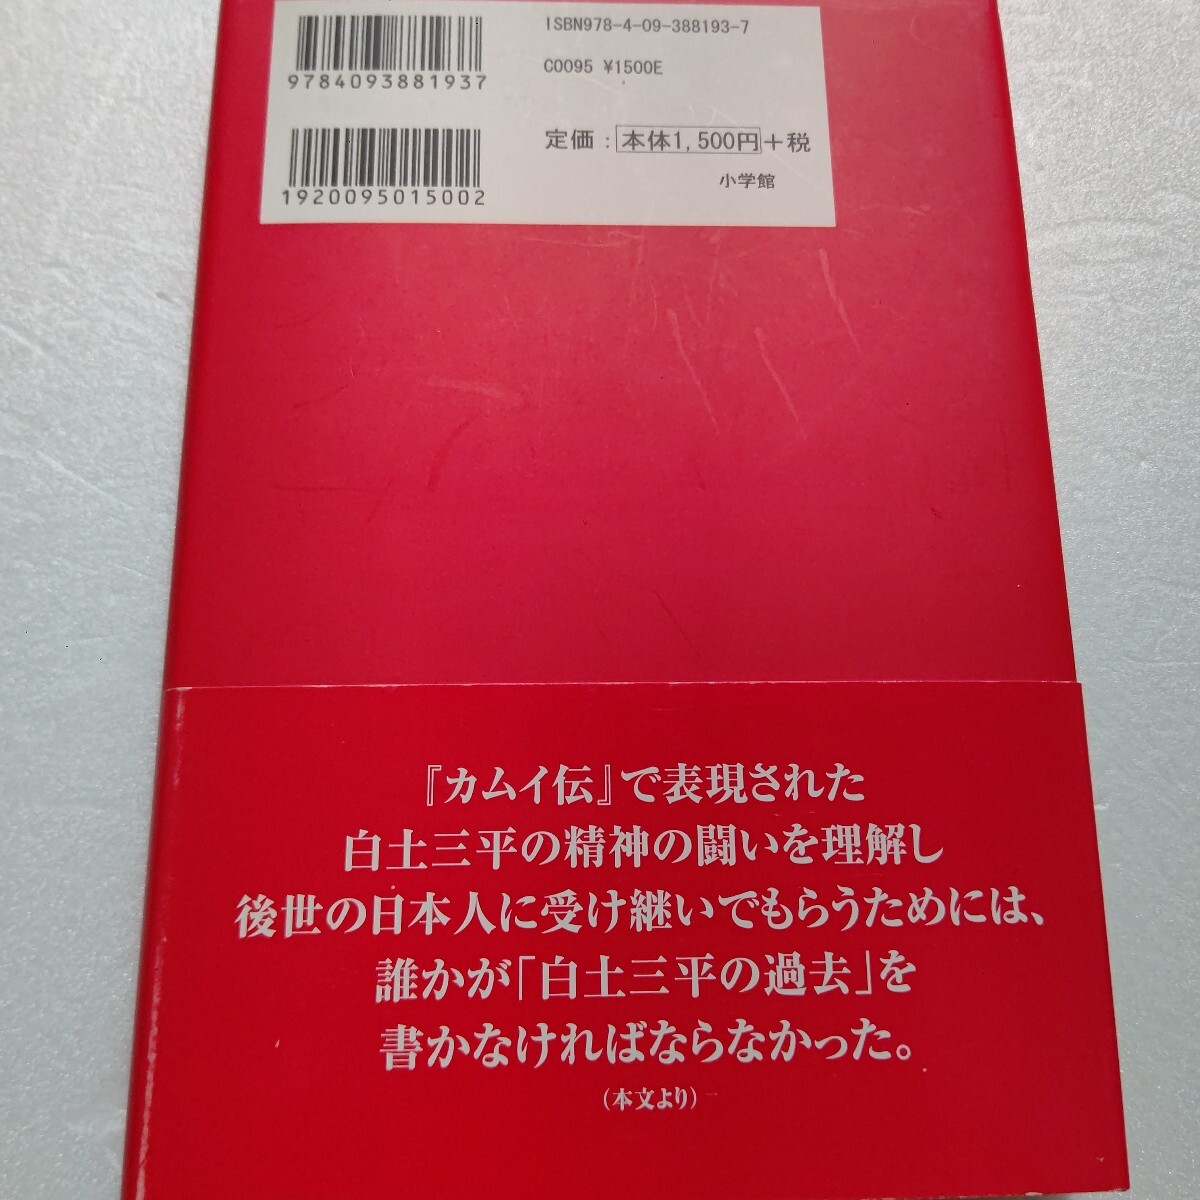 ISBN978-4-09-388193-7
9784093881937
C0095 ¥1500E
定価：本体1,500円＋税
小学館
1920095015002
『カムイ伝』で表現された
白土三平の精神の闘いを理解し
後世の日本人に受け継いでもらうためには、
誰かが「白土三平の過去」を
書かなければならなかった。
（本文より）